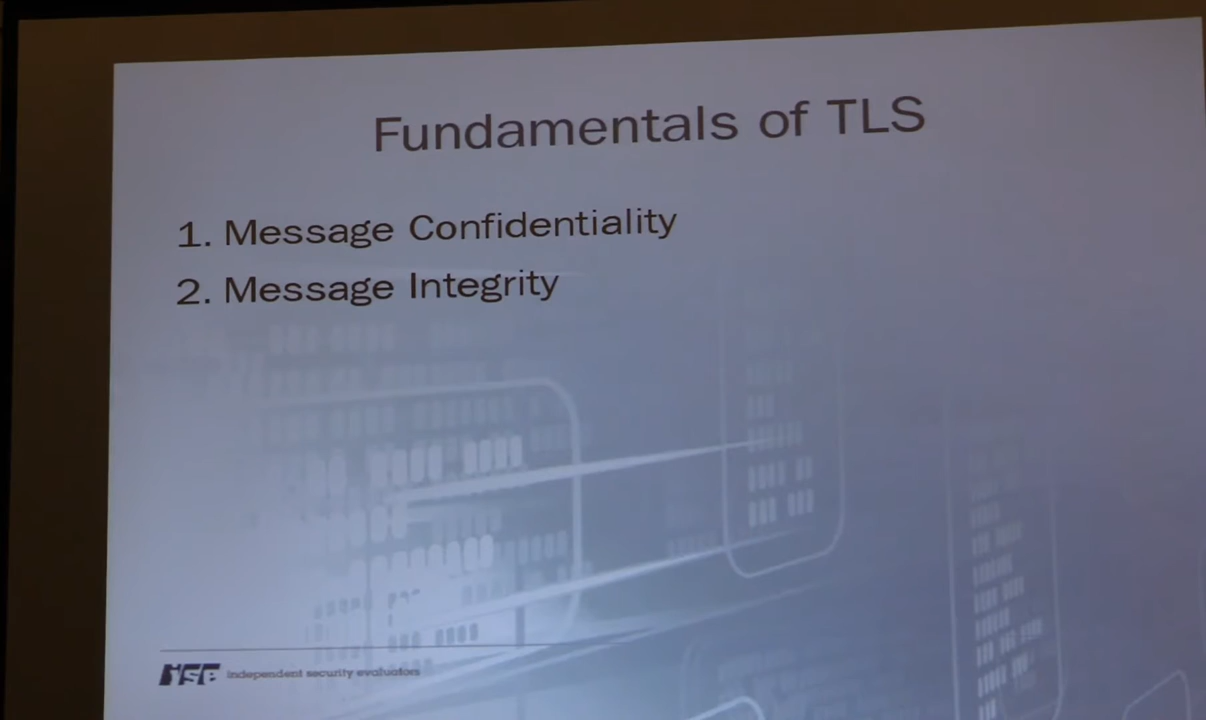 Fundamentals of TLS
1. Message Confidentiality
2. Message Integrity
ise independent security evaluators